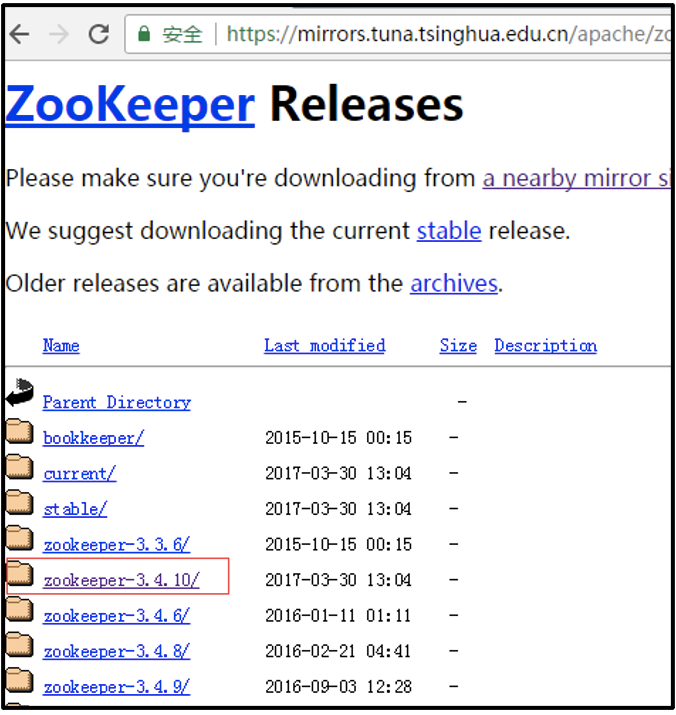 安全 https://mirrors.tuna.tsinghua.edu.cn/apache/zo
ZooKeeper Releases
Please make sure you're downloading from a nearby mirror si
We suggest downloading the current stable release.
Older releases are available from the archives.
Name Last modified Size Description
Parent Directory -
bookkeeper/ 2015-10-15 00:15 -
current/ 2017-03-30 13:04 -
stable/ 2017-03-30 13:04 -
zookeeper-3.3.6/ 2015-10-15 00:15 -
zookeeper-3.4.10/ 2017-03-30 13:04 -
zookeeper-3.4.6/ 2016-01-11 01:11 -
zookeeper-3.4.8/ 2016-02-21 04:41 -
zookeeper-3.4.9/ 2016-09-03 12:28 -